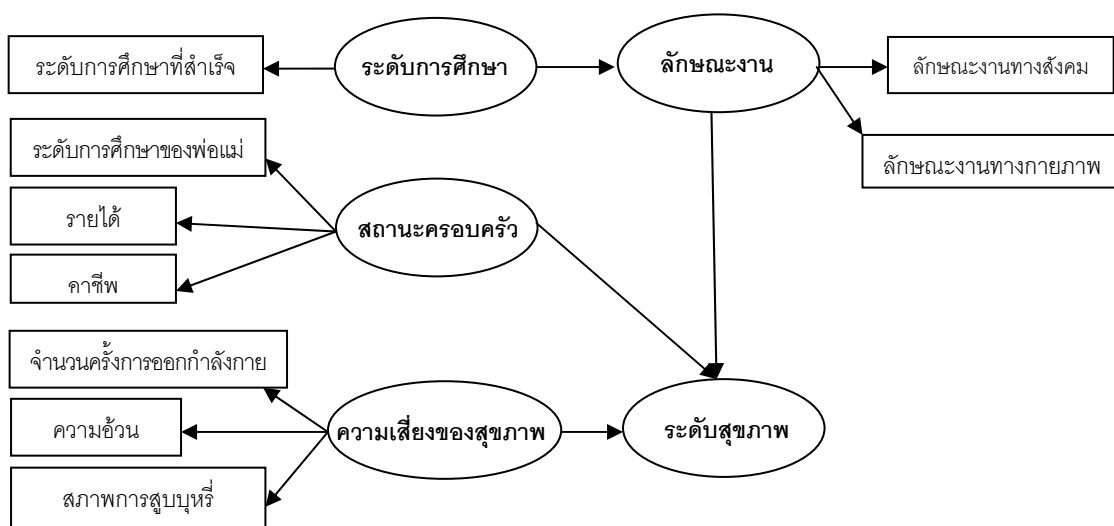 ระดับการศึกษาที่สำเร็จ
ระดับการศึกษา
ลักษณะงาน
ลักษณะงานทางสังคม
ระดับการศึกษาของพ่อแม่
ลักษณะงานทางกายภาพ
รายได้
สถานะครอบครัว
คาชีพ
จำนวนครั้งการออกกำลังกาย
ความอ้วน
ความเสี่ยงของสุขภาพ
ระดับสุขภาพ
สภาพการสูบบุหรี่